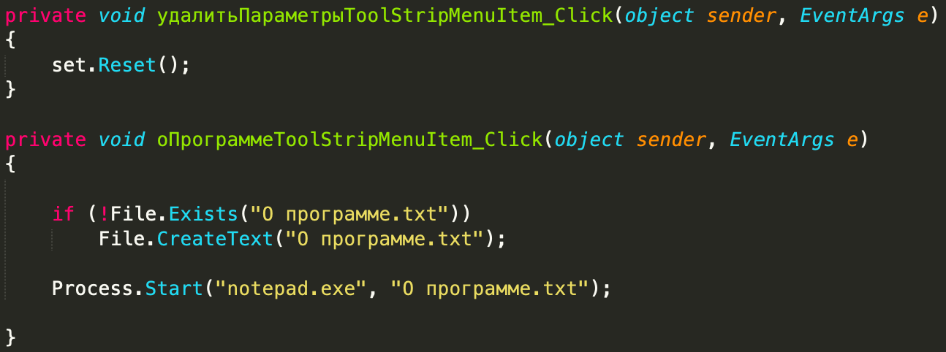 private void удалитьПараметрыToolStripMenuItem_Click(object sender, EventArgs e)
{
    set.Reset();
}

private void оПрограммеToolStripMenuItem_Click(object sender, EventArgs e)
{

    if (!File.Exists("О программе.txt"))
        File.CreateText("О программе.txt");

    Process.Start("notepad.exe", "О программе.txt");

}